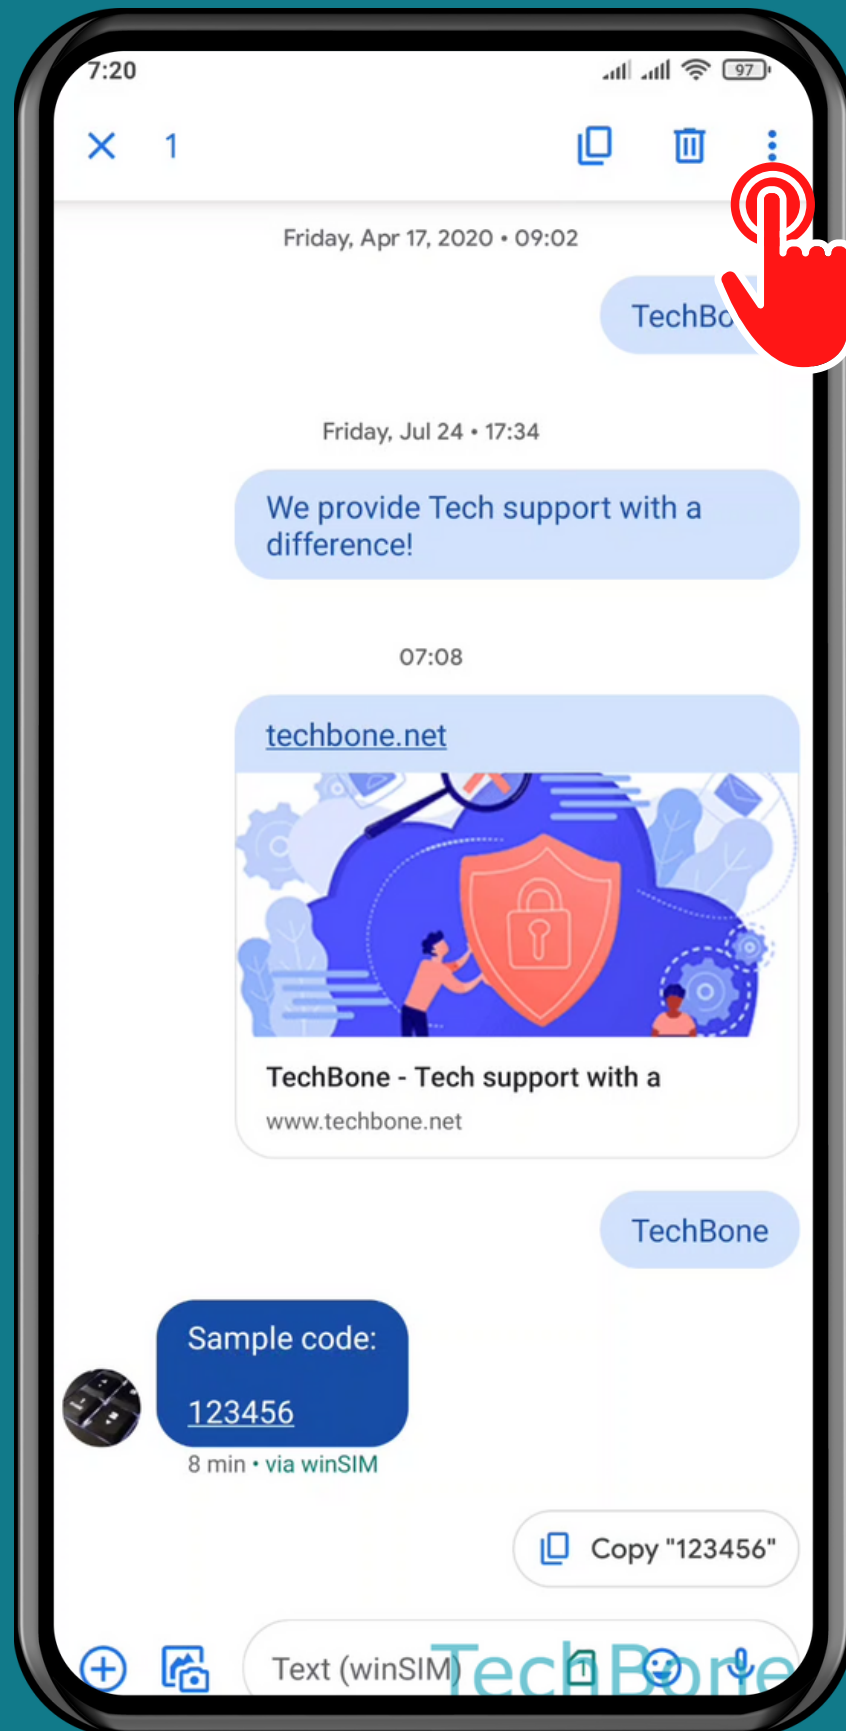 7:20
97
1
Friday, Apr 17, 2020 • 09:02
TechBo
Friday, Jul 24 • 17:34
We provide Tech support with a
difference!
07:08
techbone.net
TechBone - Tech support with a
www.techbone.net
TechBone
Sample code:
123456
8 min • via winSIM
Copy "123456"
Text (winSIM)
1
TechBone